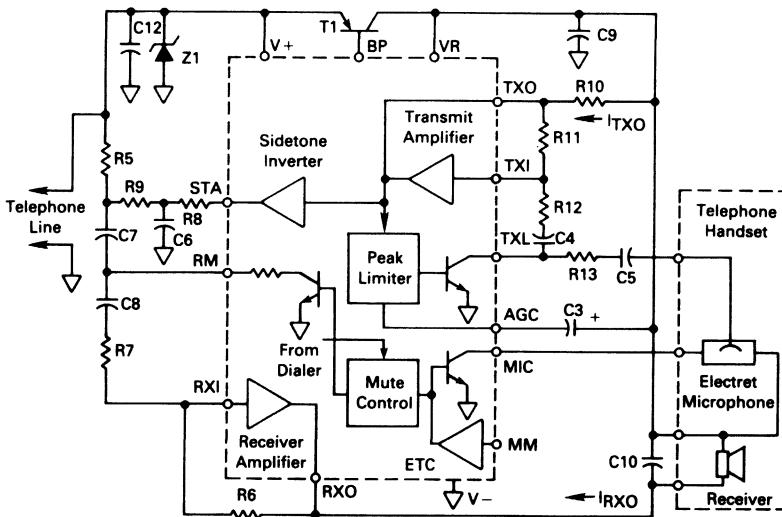 T1
C12
Z1
V+
BP
VR
C9
TXO
R10
I TXO
Transmit
Amplifier
R11
Sidetone
Inverter
TXI
R5
R9
STA
R8
C6
R12
Telephone
Line
C7
TXL
C4
Telephone
Handset
Peak
Limiter
R13
C5
RM
C8
AGC
C3
+
From
Dialer
MIC
R7
Mute
Control
Electret
Microphone
RXI
MM
Receiver
Amplifier
ETC
C10
RXO
V−
I RXO
Receiver
R6